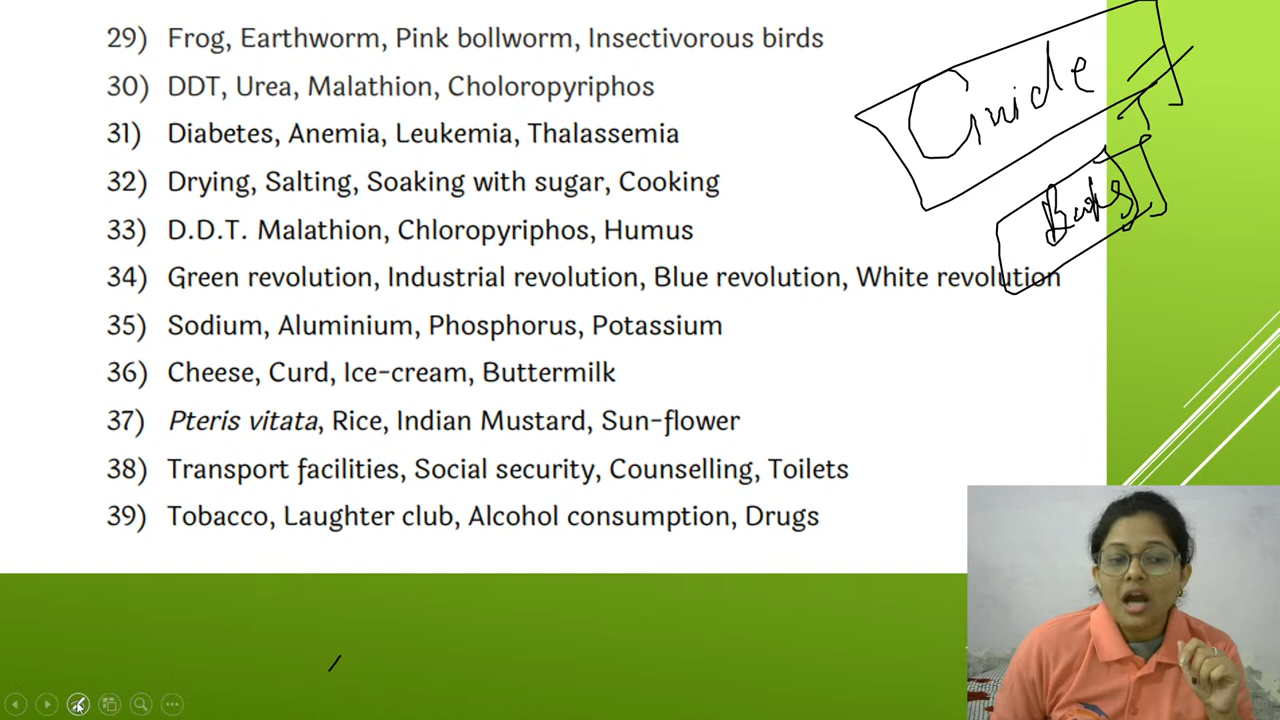 29) Frog, Earthworm, Pink bollworm, Insectivorous birds
30) DDT, Urea, Malathion, Choloropyriphos
31) Diabetes, Anemia, Leukemia, Thalassemia
32) Drying, Salting, Soaking with sugar, Cooking
33) D.D.T. Malathion, Chloropyriphos, Humus
34) Green revolution, Industrial revolution, Blue revolution, White revolution
35) Sodium, Aluminium, Phosphorus, Potassium
36) Cheese, Curd, Ice-cream, Buttermilk
37) Pteris vitata, Rice, Indian Mustard, Sun-flower
38) Transport facilities, Social security, Counselling, Toilets
39) Tobacco, Laughter club, Alcohol consumption, Drugs
Guide